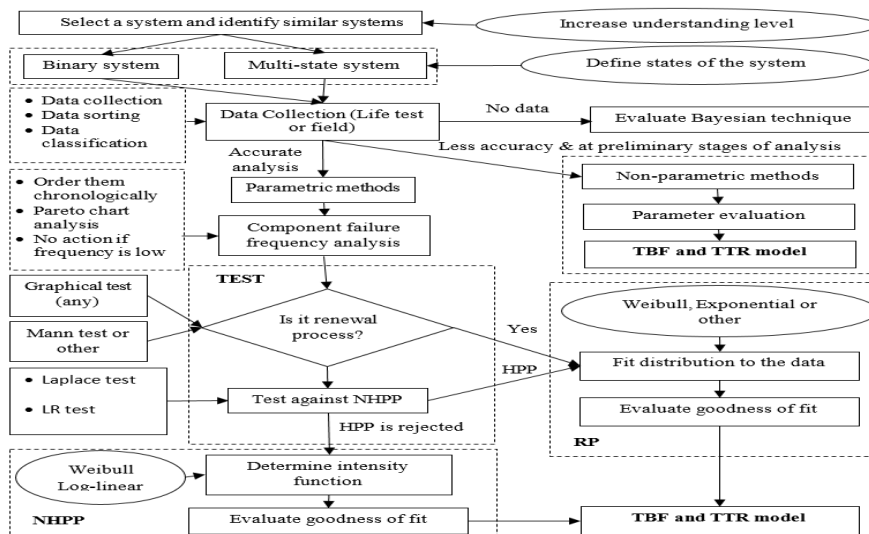 Select a system and identify similar systems
Increase understanding level
Binary system
Multi-state system
Define states of the system
• Data collection
• Data sorting
• Data
classification
Data Collection (Life test
or field)
No data
Evaluate Bayesian technique
Less accuracy & at preliminary stages of analysis
Accurate
analysis
Parametric methods
Non-parametric methods
Parameter evaluation
TBF and TTR model
• Order them
chronologically
• Pareto chart
analysis
• No action if
frequency is low
Component failure
frequency analysis
TEST
Graphical test
(any)
Mann test or
other
Is it renewal
process?
Yes
Weibull, Exponential or
other
HPP
Fit distribution to the data
• Laplace test
• LR test
Test against NHPP
HPP is rejected
Evaluate goodness of fit
RP
Weibull
Log-linear
Determine intensity
function
NHPP
Evaluate goodness of fit
TBF and TTR model